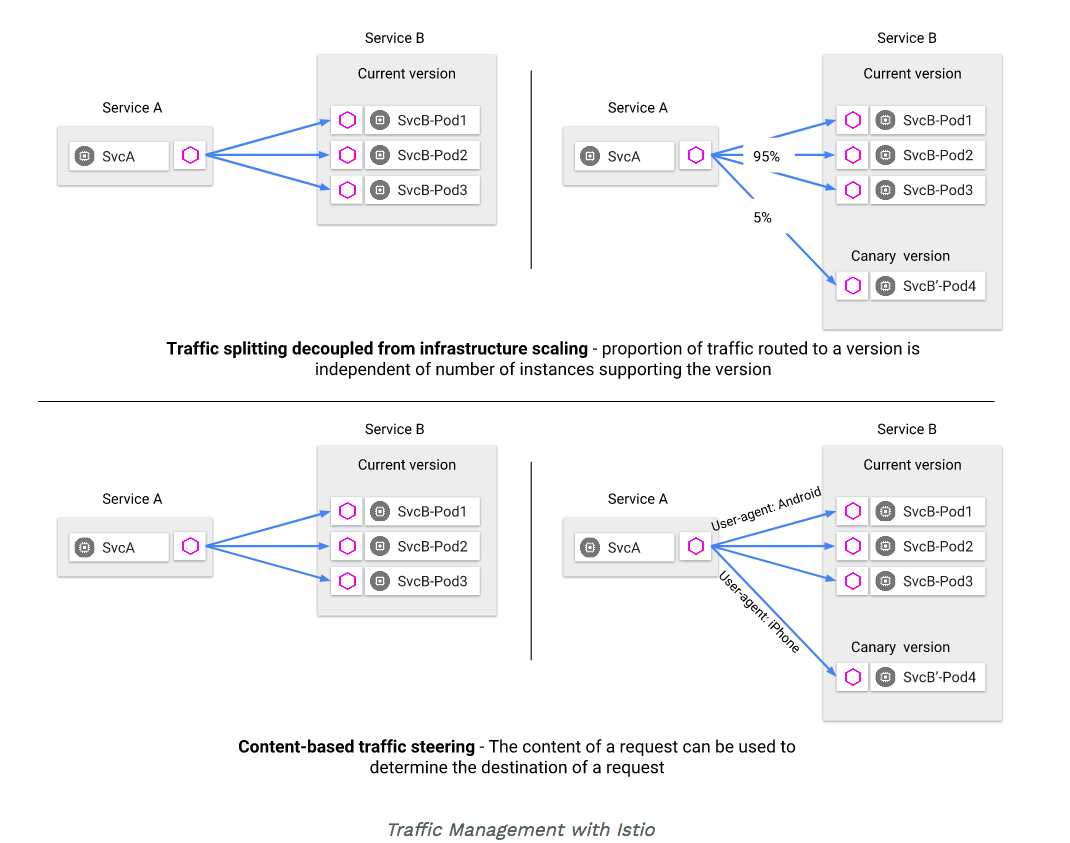 Service B
Current version
Service A
SvcA
SvcB-Pod1
SvcB-Pod2
SvcB-Pod3
Service B
Current version
Service A
SvcA
95%
5%
SvcB-Pod1
SvcB-Pod2
SvcB-Pod3
Canary version
SvcB'-Pod4
Traffic splitting decoupled from infrastructure scaling - proportion of traffic routed to a version is
independent of number of instances supporting the version
Service B
Current version
Service A
SvcA
SvcB-Pod1
SvcB-Pod2
SvcB-Pod3
Service B
Current version
Service A
SvcA
User-agent: Android
User-agent: iPhone
SvcB-Pod1
SvcB-Pod2
SvcB-Pod3
Canary version
SvcB'-Pod4
Content-based traffic steering - The content of a request can be used to
determine the destination of a request
Traffic Management with Istio